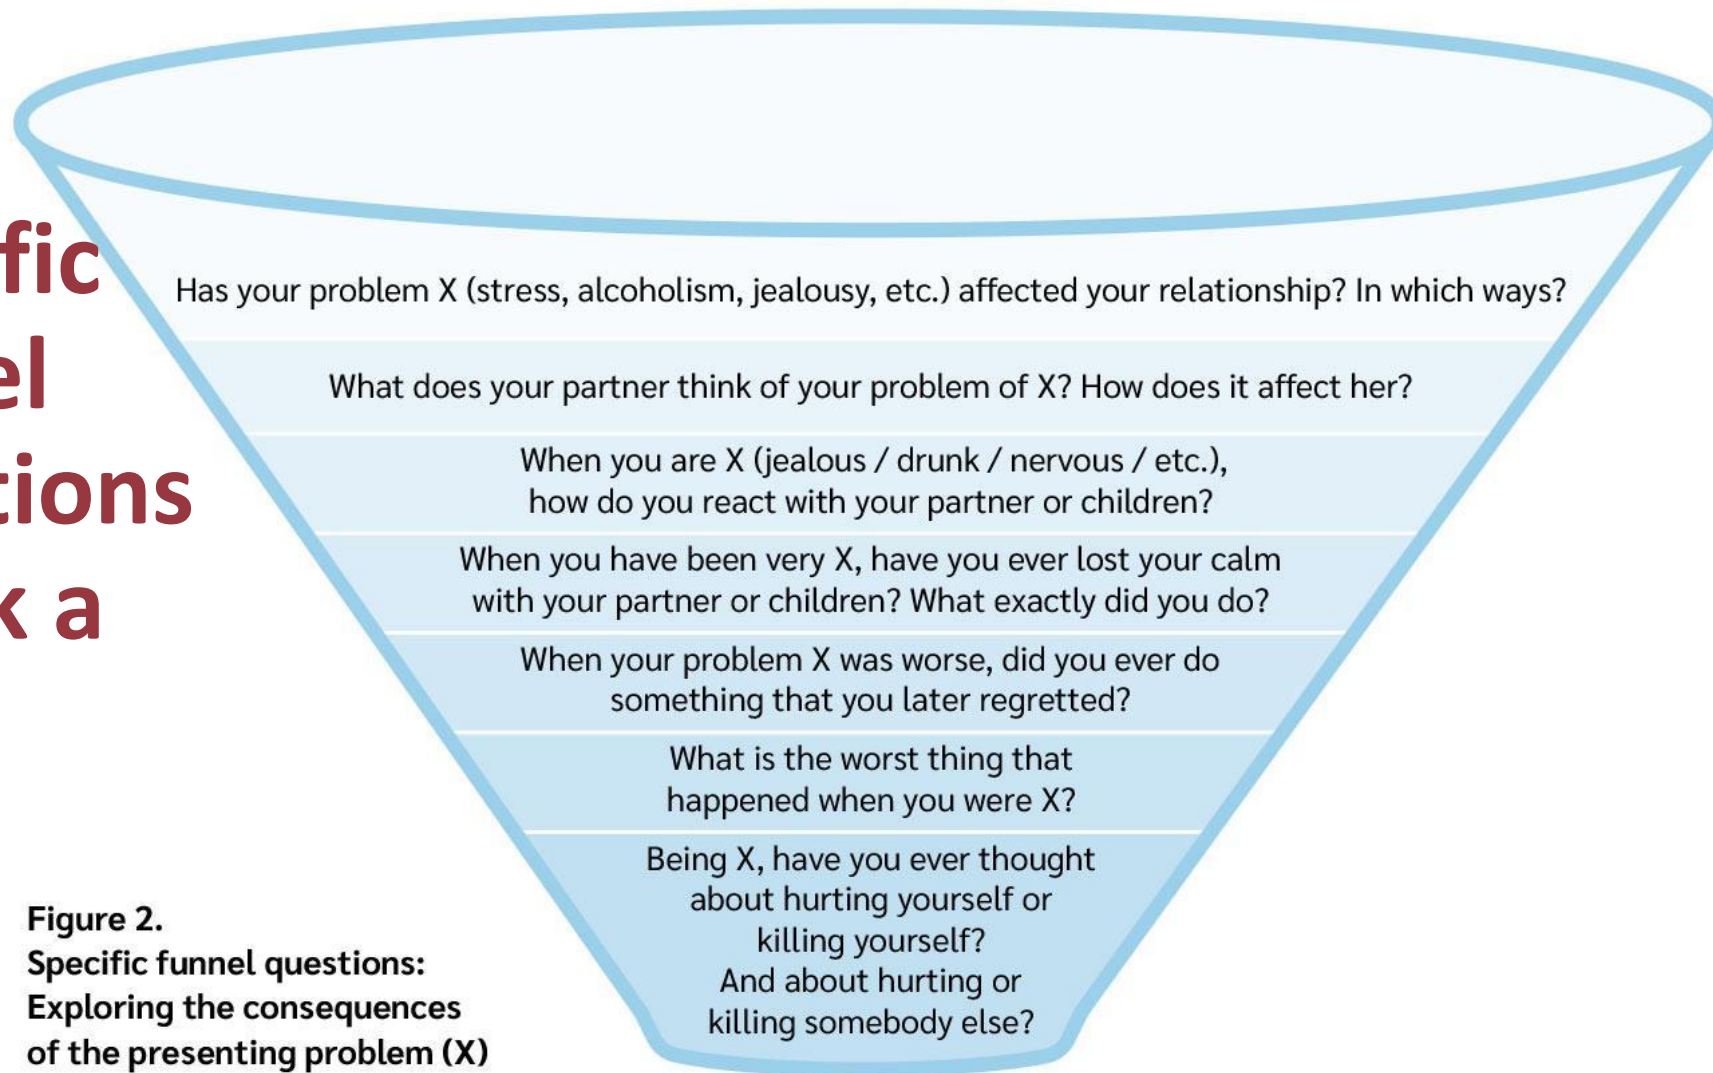 fic
el
tions
k a
Has your problem X (stress, alcoholism, jealousy, etc.) affected your relationship? In which ways?
What does your partner think of your problem of X? How does it affect her?
When you are X (jealous / drunk / nervous / etc.),
how do you react with your partner or children?
When you have been very X, have you ever lost your calm
with your partner or children? What exactly did you do?
When your problem X was worse, did you ever do
something that you later regretted?
What is the worst thing that
happened when you were X?
Being X, have you ever thought
about hurting yourself or
killing yourself?
And about hurting or
killing somebody else?
Figure 2.
Specific funnel questions:
Exploring the consequences
of the presenting problem (X)